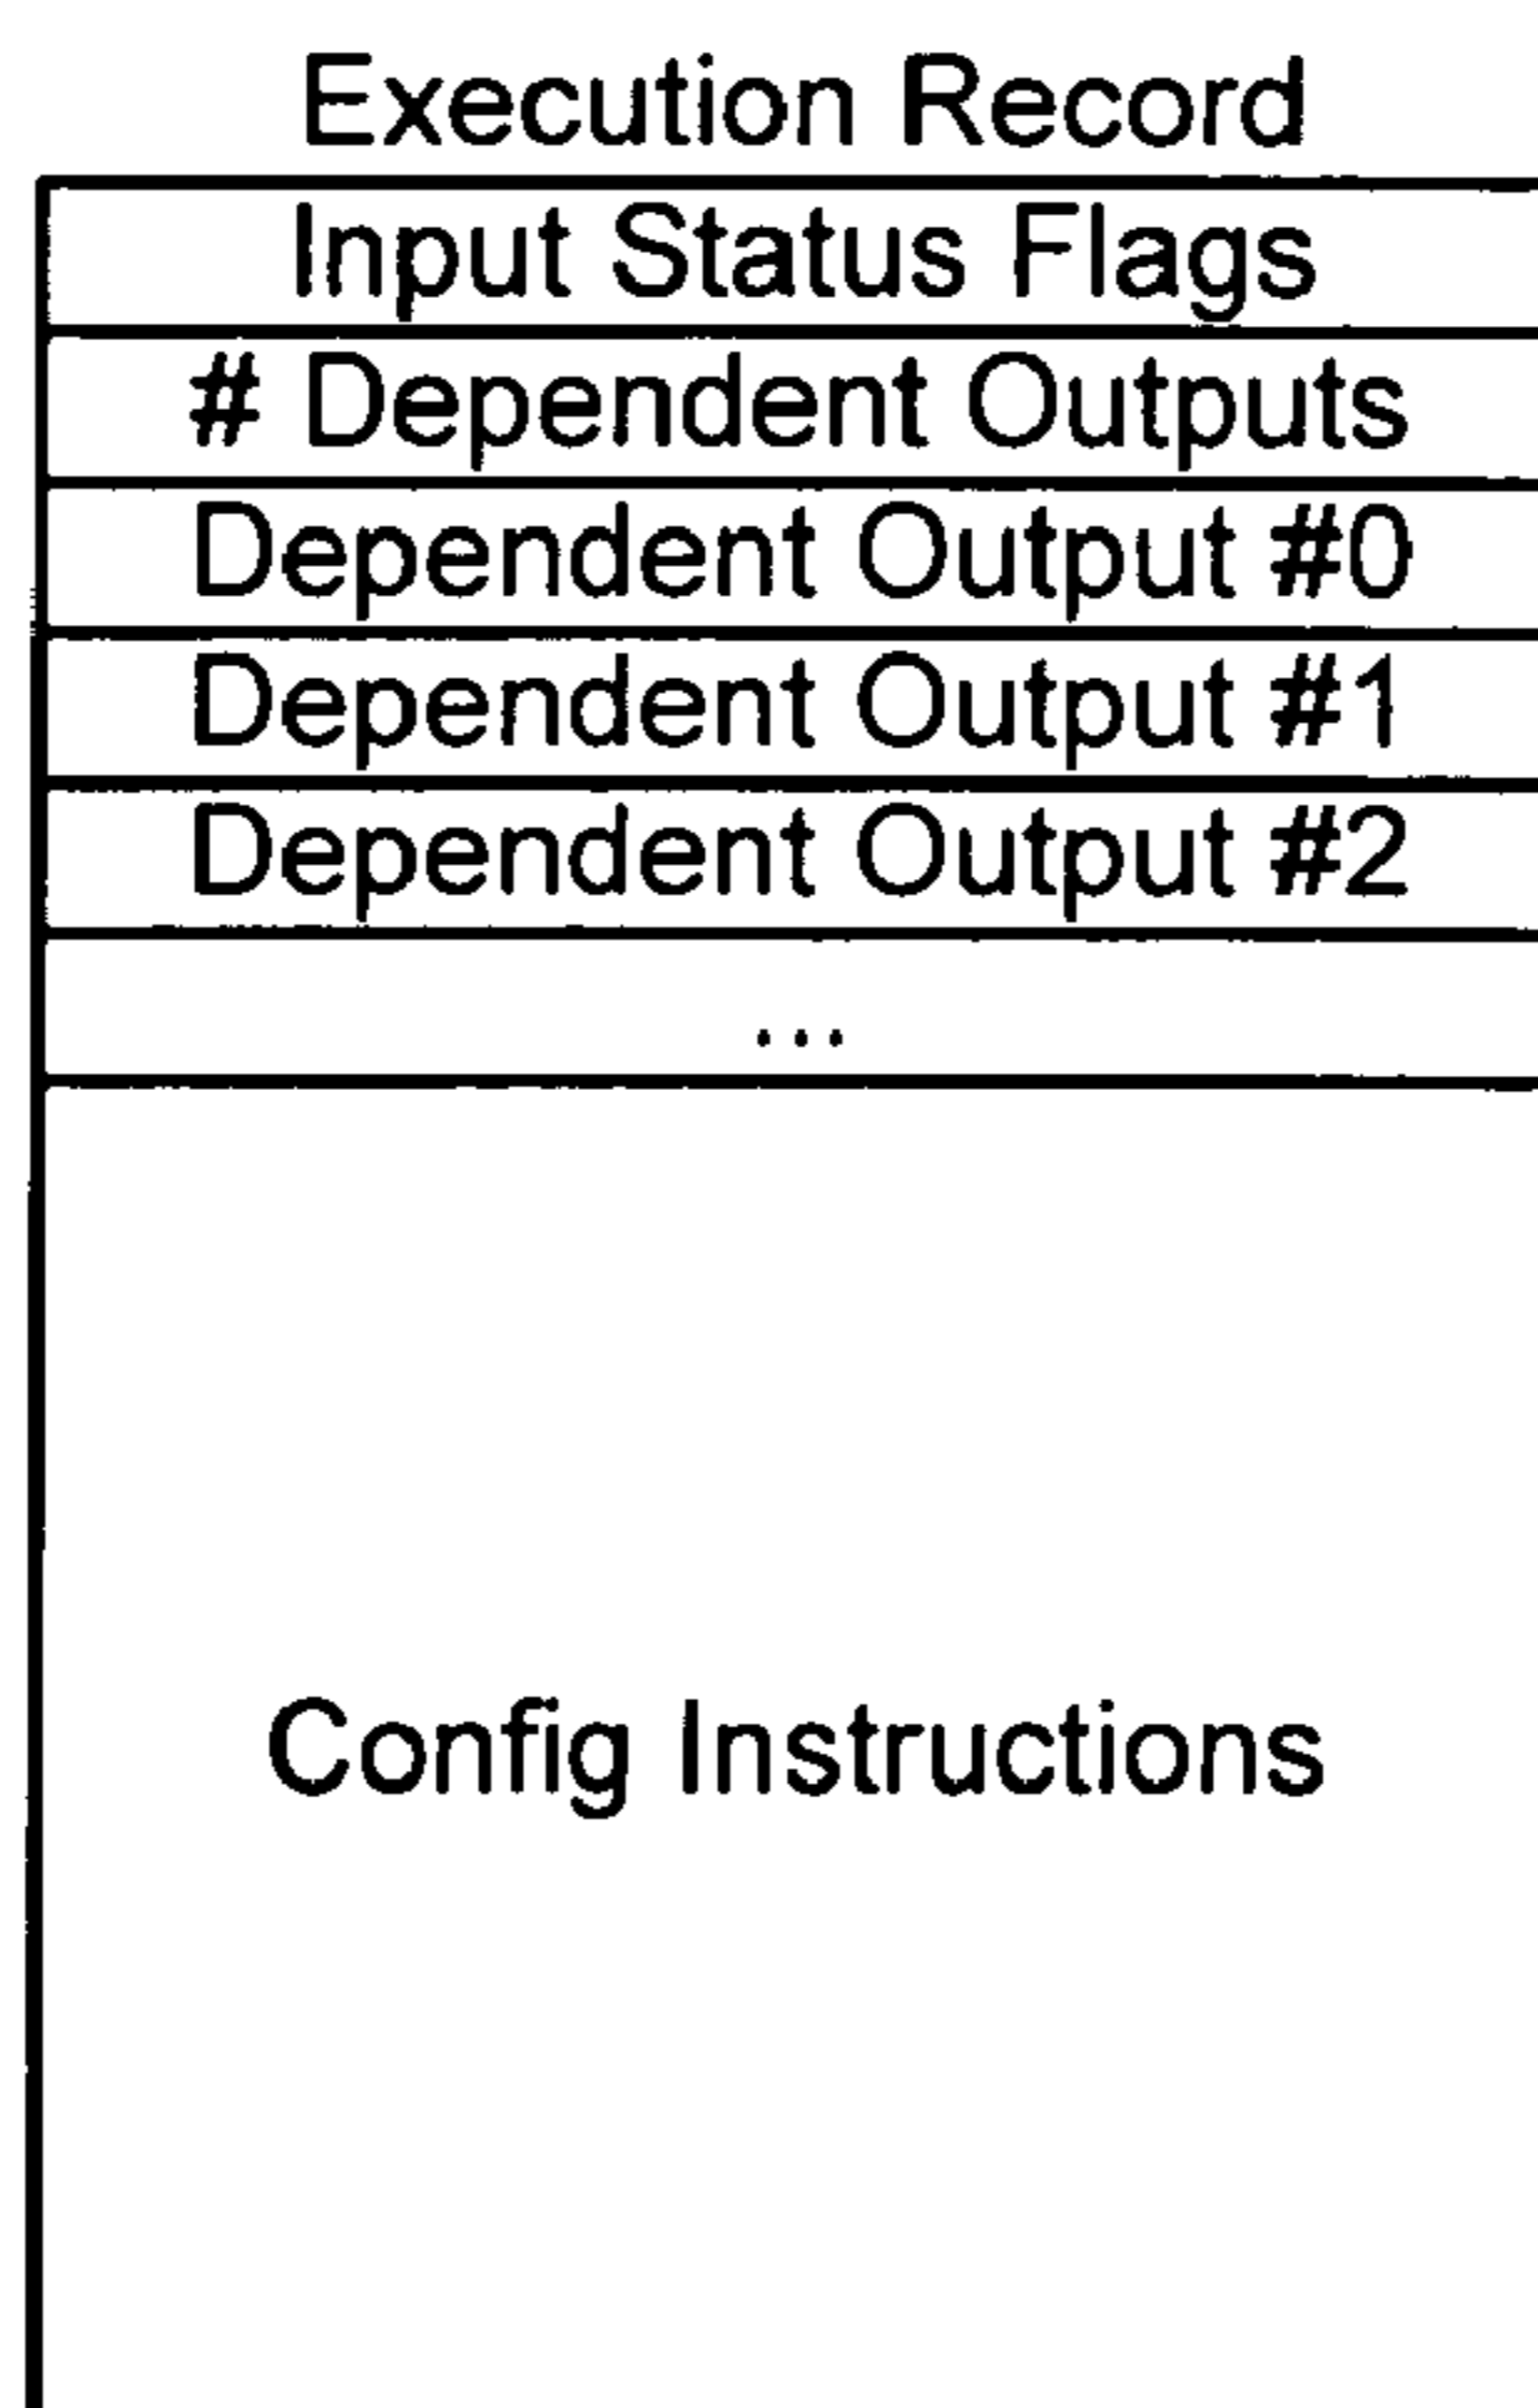 Execution Record
Input Status Flags
# Dependent Outputs
Dependent Output #0
Dependent Output #1
Dependent Output #2
...
Config Instructions